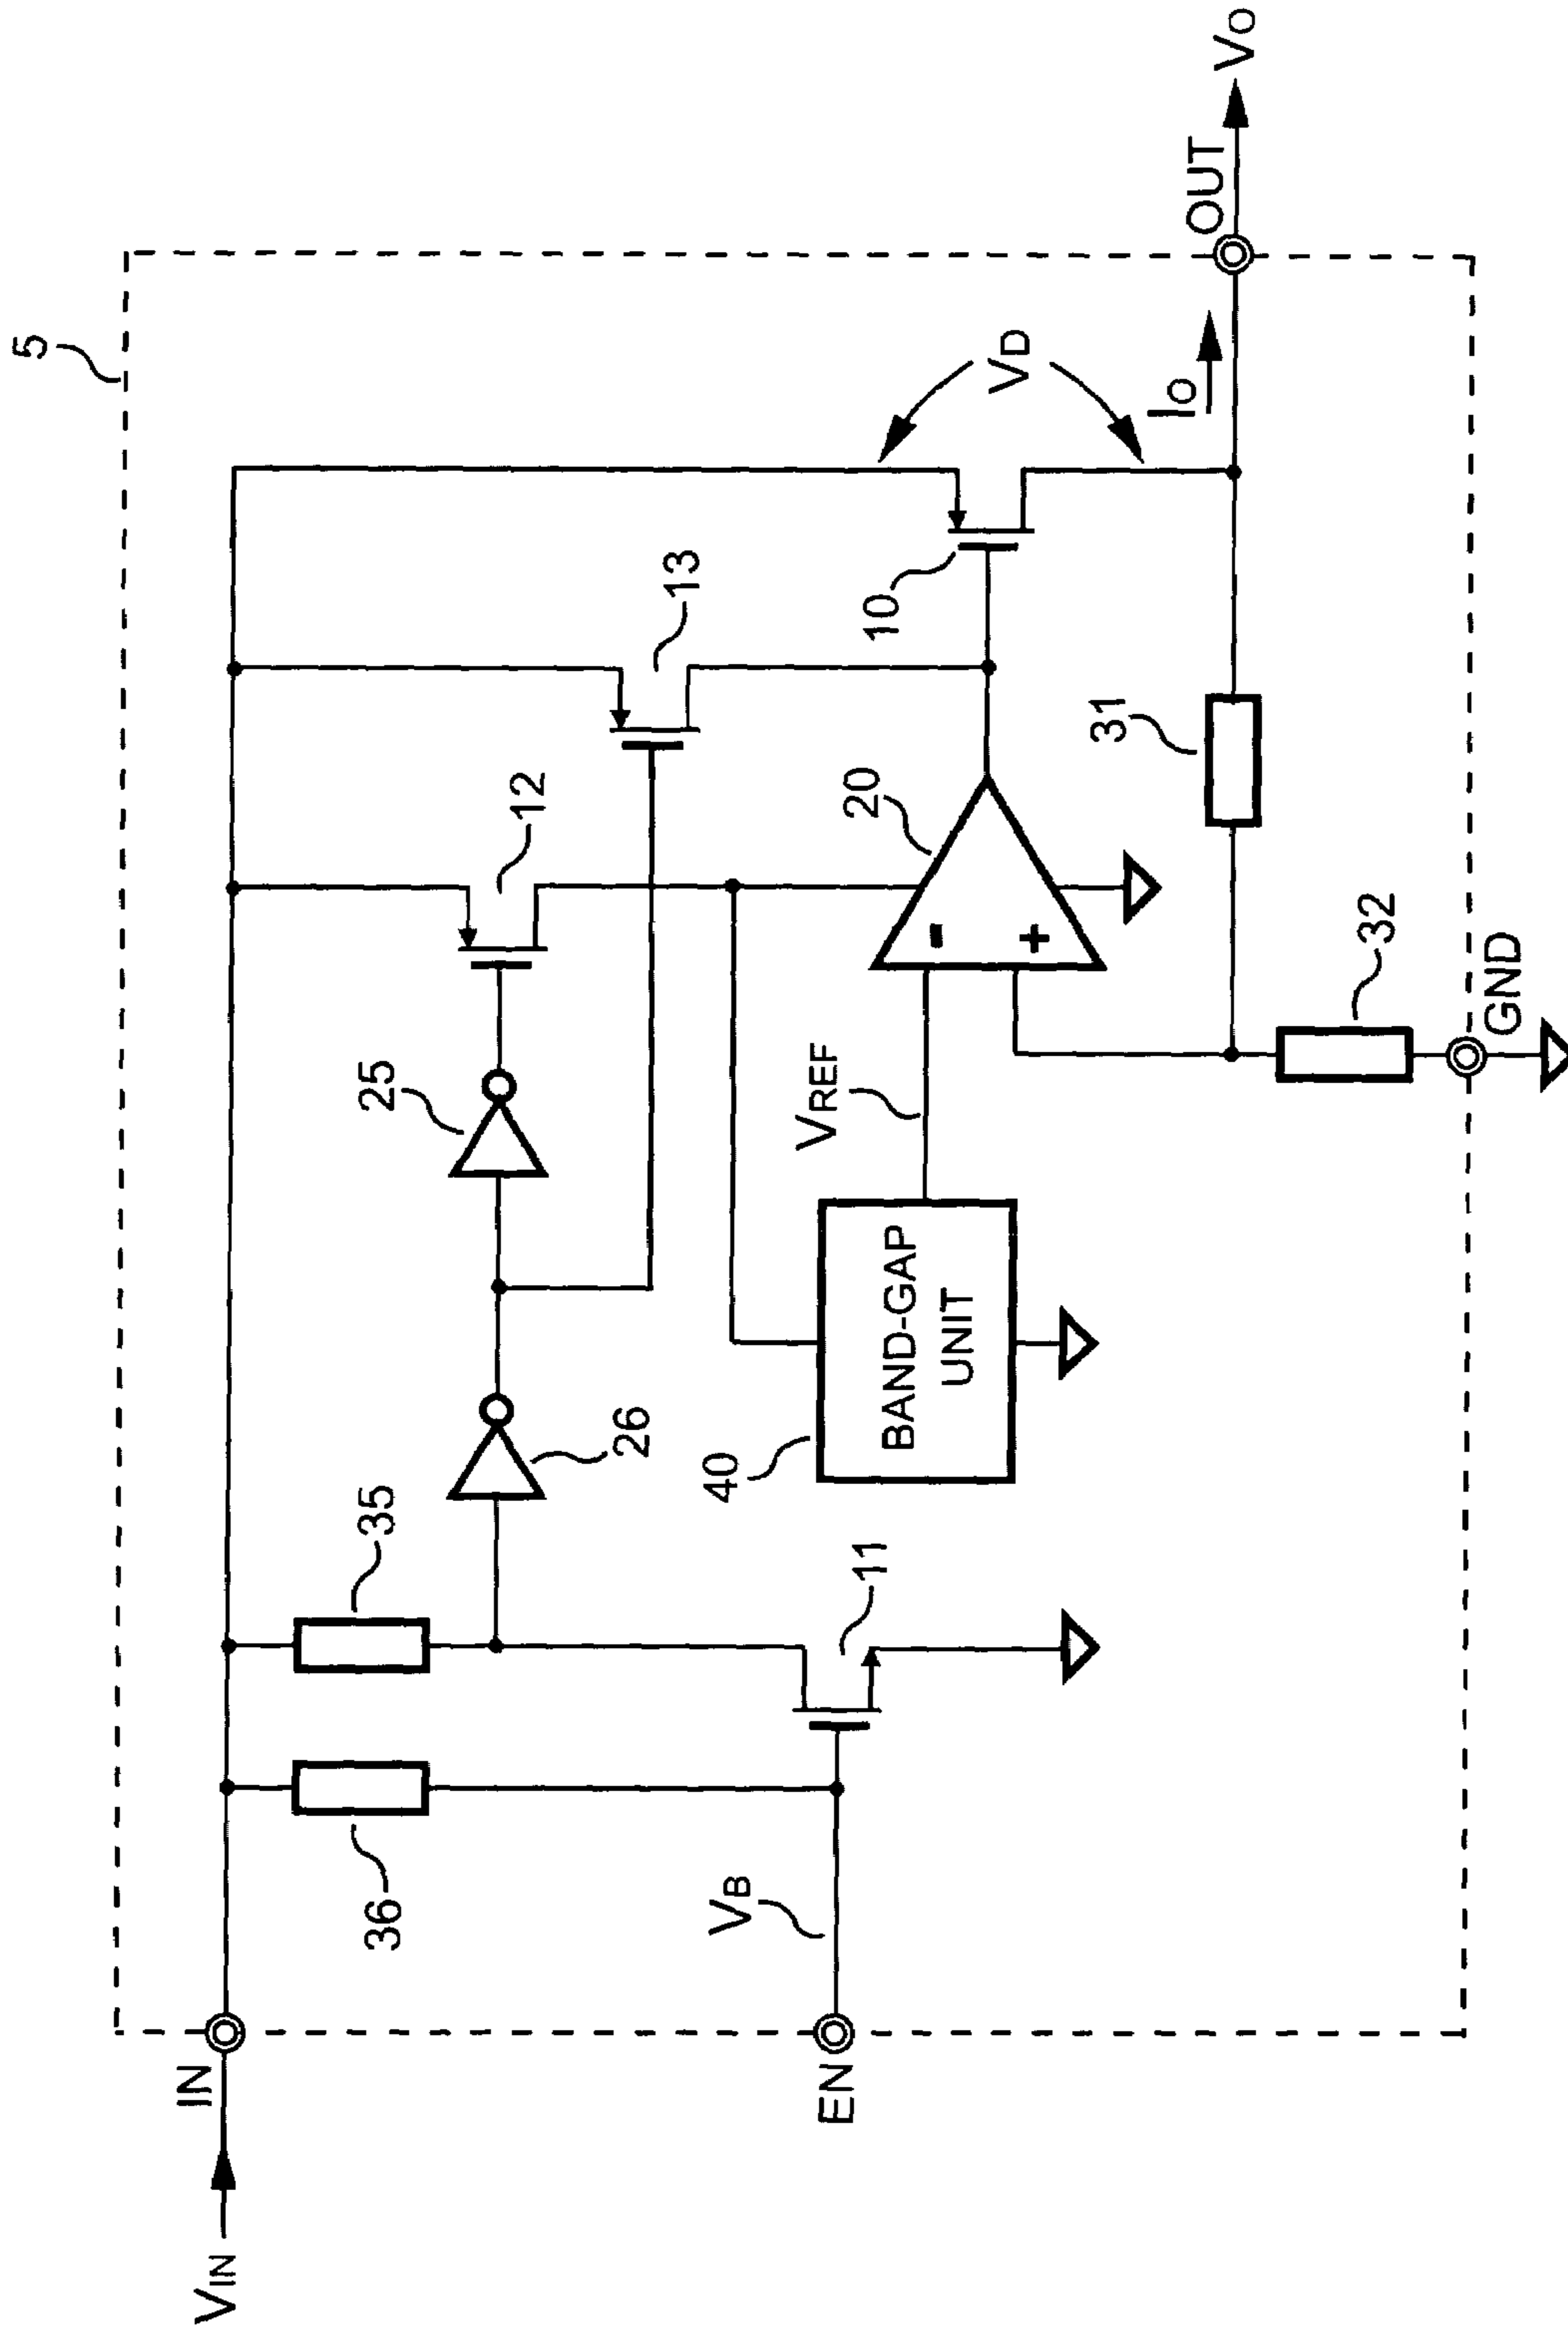 5
VIN
IN
36
35
26
25
12
13
VB
EN
11
40
BAND-GAP
UNIT
VREF
20
-
+
10
VD
IO
31
32
GND
OUT
VO